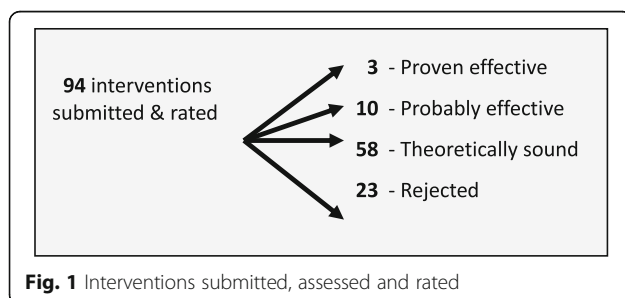 94 interventions
submitted & rated
3 - Proven effective
10 - Probably effective
58 - Theoretically sound
23 - Rejected
Fig. 1 Interventions submitted, assessed and rated